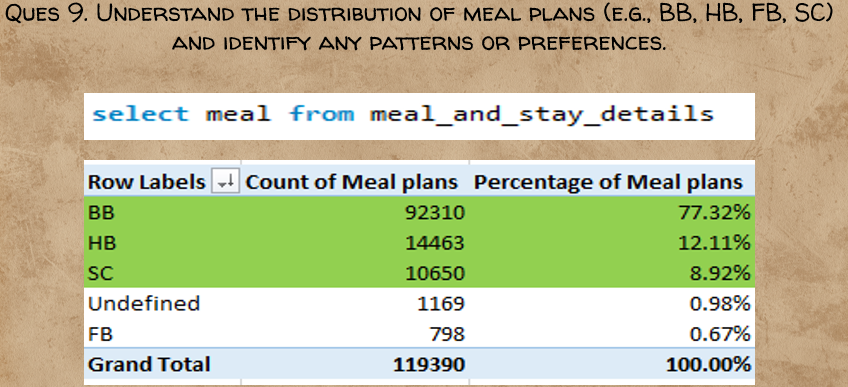 Ques 9. Understand the distribution of meal plans (e.g., BB, HB, FB, SC)
and identify any patterns or preferences.
select meal from meal_and_stay_details
Row Labels Count of Meal plans Percentage of Meal plans
BB 92310 77.32%
HB 14463 12.11%
SC 10650 8.92%
Undefined 1169 0.98%
FB 798 0.67%
Grand Total 119390 100.00%